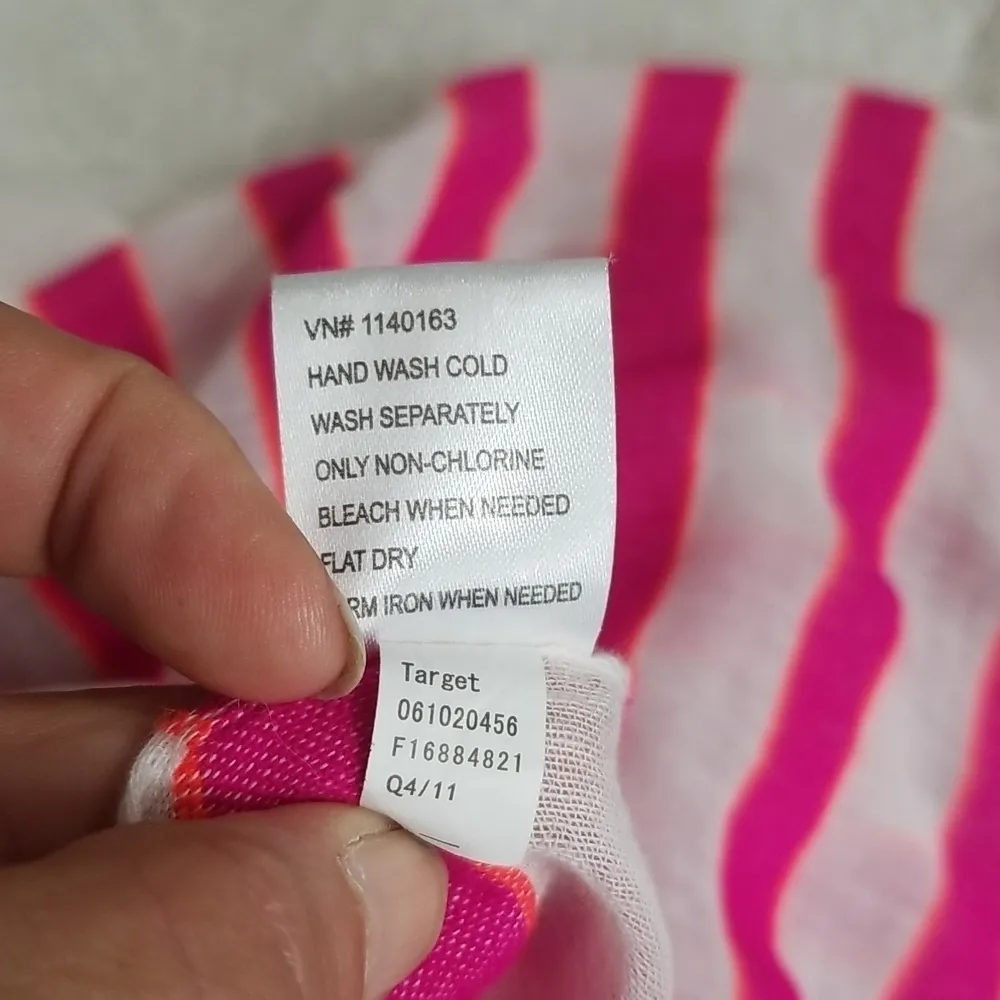 VN# 1140163
HAND WASH COLD
WASH SEPARATELY
ONLY NON-CHLORINE
BLEACH WHEN NEEDED
FLAT DRY
RM IRON WHEN NEEDED
Target
061020456
F16884821
Q4/11